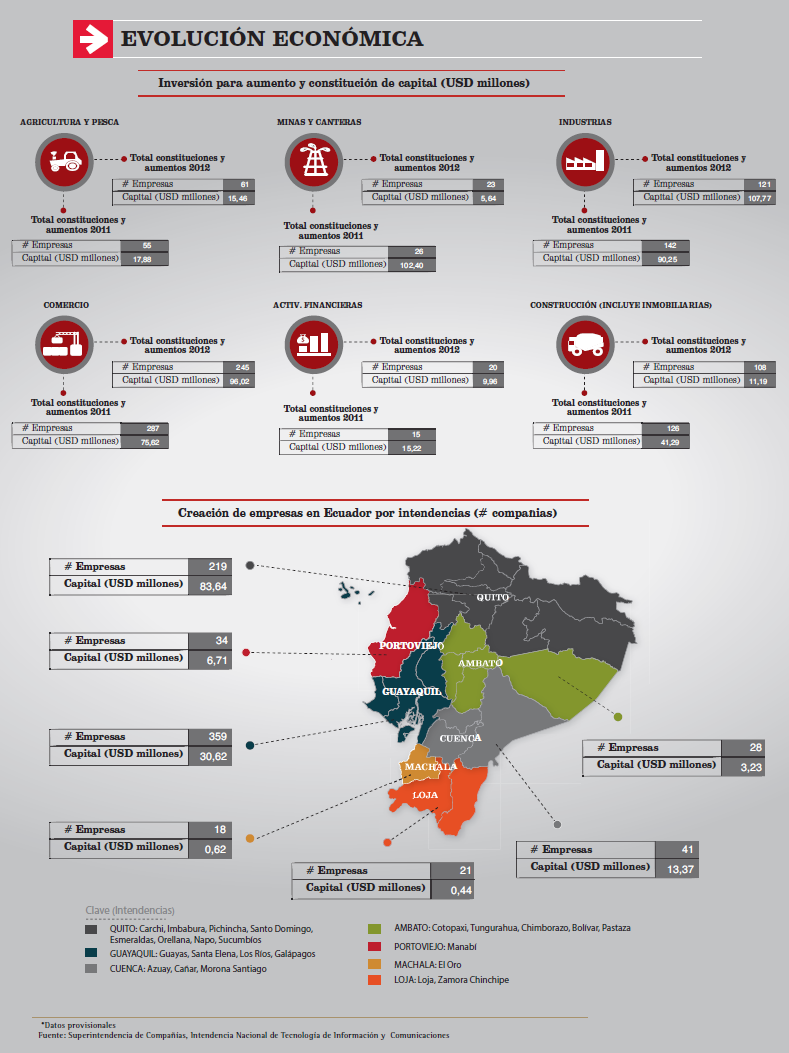 EVOLUCIÓN ECONÓMICA
Inversión para aumento y constitución de capital (USD millones)
AGRICULTURA Y PESCA
Total constituciones y
aumentos 2012
# Empresas 61
Capital (USD millones) 15,46
Total constituciones y
aumentos 2011
# Empresas 55
Capital (USD millones) 17,88
MINAS Y CANTERAS
Total constituciones y
aumentos 2012
# Empresas 23
Capital (USD millones) 5,64
Total constituciones y
aumentos 2011
# Empresas 26
Capital (USD millones) 102,40
INDUSTRIAS
Total constituciones y
aumentos 2012
# Empresas 121
Capital (USD millones) 107,77
Total constituciones y
aumentos 2011
# Empresas 142
Capital (USD millones) 90,25
COMERCIO
Total constituciones y
aumentos 2012
# Empresas 245
Capital (USD millones) 96,02
Total constituciones y
aumentos 2011
# Empresas 287
Capital (USD millones) 75,62
ACTIV. FINANCIERAS
Total constituciones y
aumentos 2012
# Empresas 20
Capital (USD millones) 9,96
Total constituciones y
aumentos 2011
# Empresas 15
Capital (USD millones) 15,22
CONSTRUCCIÓN (INCLUYE INMOBILIARIAS)
Total constituciones y
aumentos 2012
# Empresas 108
Capital (USD millones) 11,19
Total constituciones y
aumentos 2011
# Empresas 126
Capital (USD millones) 41,29
Creación de empresas en Ecuador por intendencias (# compañias)
# Empresas 219
Capital (USD millones) 83,64
# Empresas 34
Capital (USD millones) 6,71
# Empresas 359
Capital (USD millones) 30,62
# Empresas 18
Capital (USD millones) 0,62
QUITO
PORTOVIEJO
AMBATO
GUAYAQUIL
CUENCA
MACHALA
LOJA
# Empresas 28
Capital (USD millones) 3,23
# Empresas 41
Capital (USD millones) 13,37
# Empresas 21
Capital (USD millones) 0,44
Clave (Intendencias)
QUITO: Carchi, Imbabura, Pichincha, Santo Domingo,
Esmeraldas, Orellana, Napo, Sucumbíos
GUAYAQUIL: Guayas, Santa Elena, Los Ríos, Galápagos
CUENCA: Azuay, Cañar, Morona Santiago
AMBATO: Cotopaxi, Tungurahua, Chimborazo, Bolívar, Pastaza
PORTOVIEJO: Manabí
MACHALA: El Oro
LOJA: Loja, Zamora Chinchipe
*Datos provisionales
Fuente: Superintendencia de Compañías, Intendencia Nacional de Tecnología de Información y Comunicaciones